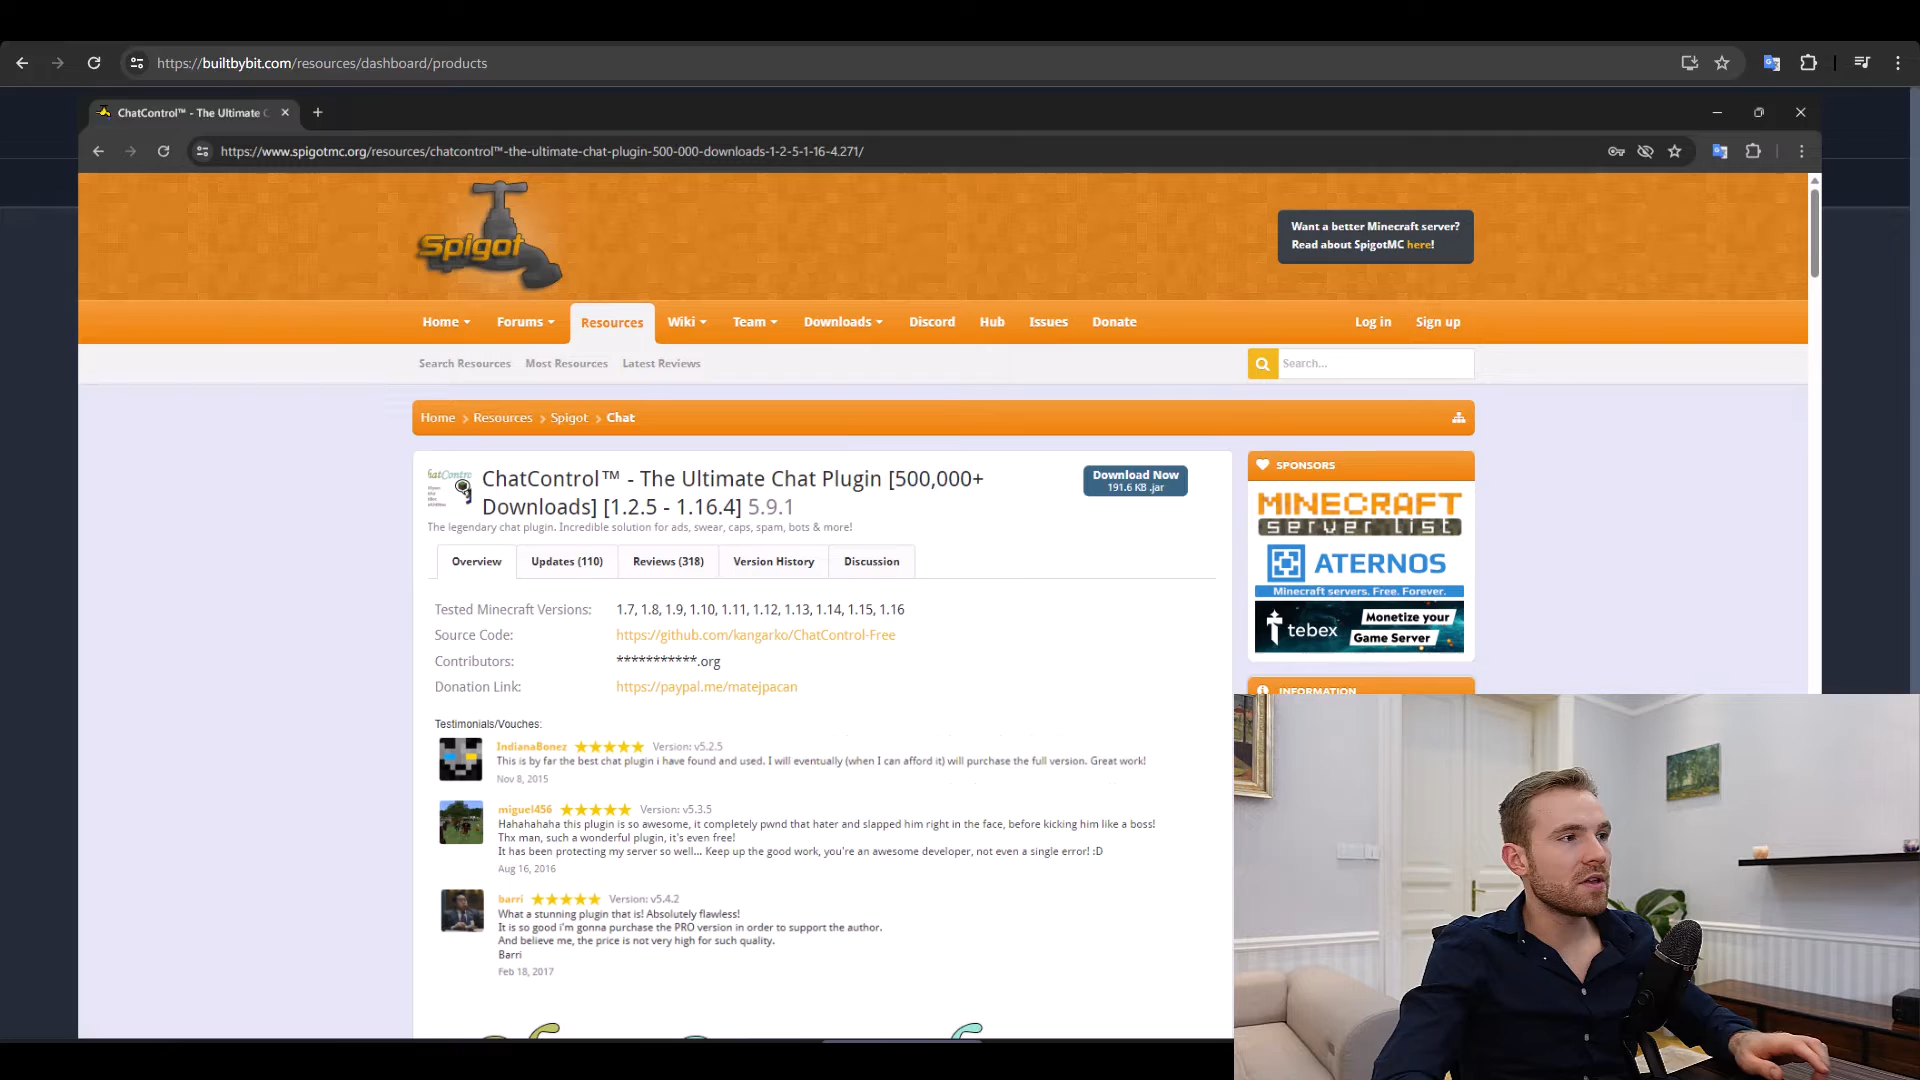 https://builtbybit.com/resources/dashboard/products
ChatControl™ - The Ultimate C
https://www.spigotmc.org/resources/chatcontrol™-the-ultimate-chat-plugin-500-000-downloads-1-2-5-1-16-4.271/
Spigot
Want a better Minecraft server?
Read about SpigotMC here!
Home
Forums
Resources
Wiki
Team
Downloads
Discord
Hub
Issues
Donate
Log in
Sign up
Search Resources
Most Resources
Latest Reviews
Search...
Home > Resources > Spigot > Chat
ChatControl™ - The Ultimate Chat Plugin [500,000+
Downloads] [1.2.5 - 1.16.4] 5.9.1
The legendary chat plugin. Incredible solution for ads, swear, caps, spam, bots & more!
Download Now
191.6 KB .jar
Overview
Updates (110)
Reviews (318)
Version History
Discussion
Tested Minecraft Versions: 1.7, 1.8, 1.9, 1.10, 1.11, 1.12, 1.13, 1.14, 1.15, 1.16
Source Code: https://github.com/kangarko/ChatControl-Free
Contributors: ***********.org
Donation Link: https://paypal.me/matejpacan
Testimonials/Vouches:
IndianaBonez Version: v5.2.5
This is by far the best chat plugin i have found and used. I will eventually (when I can afford it) will purchase the full version. Great work!
Nov 8, 2015
miguel456 Version: v5.3.5
Hahahahaha this plugin is so awesome, it completely pwnd that hater and slapped him right in the face, before kicking him like a boss!
Thx man, such a wonderful plugin, it's even free!
It has been protecting my server so well... Keep up the good work, you're an awesome developer, not even a single error! :D
Aug 16, 2016
barri Version: v5.4.2
What a stunning plugin that is! Absolutely flawless!
It is so good i'm gonna purchase the PRO version in order to support the author.
And believe me, the price is not very high for such quality.
Barri
Feb 18, 2017
SPONSORS
MINECRAFT
server list
ATERNOS
Minecraft servers. Free. Forever.
tebex
Monetize your
Game Server
INFORMATION